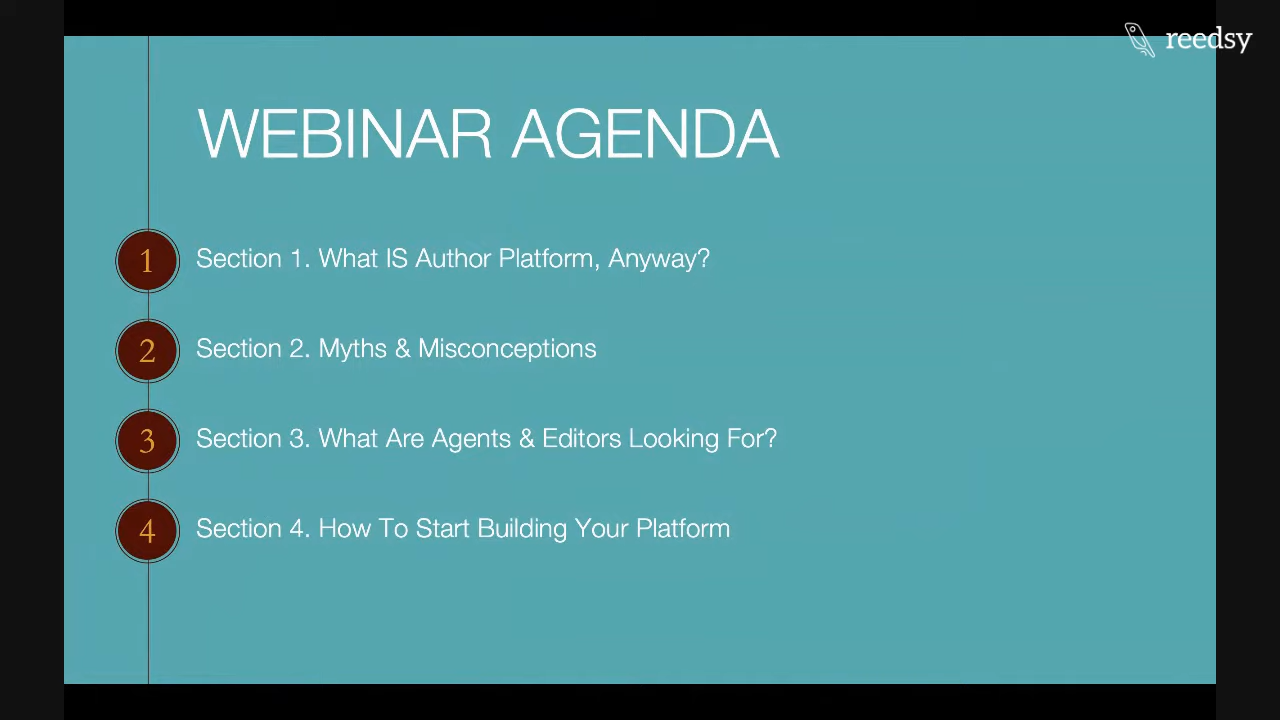 reedsy
WEBINAR AGENDA
1
Section 1. What IS Author Platform, Anyway?
2
Section 2. Myths & Misconceptions
3
Section 3. What Are Agents & Editors Looking For?
4
Section 4. How To Start Building Your Platform